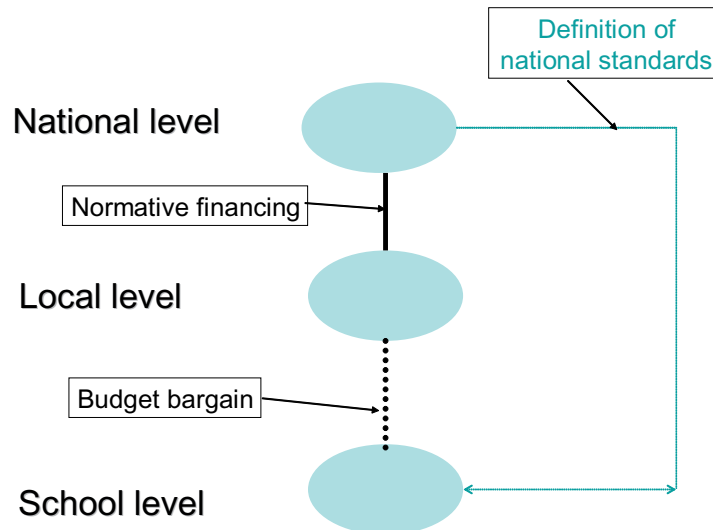 Definition of
national standards
National level
Normative financing
Local level
Budget bargain
School level